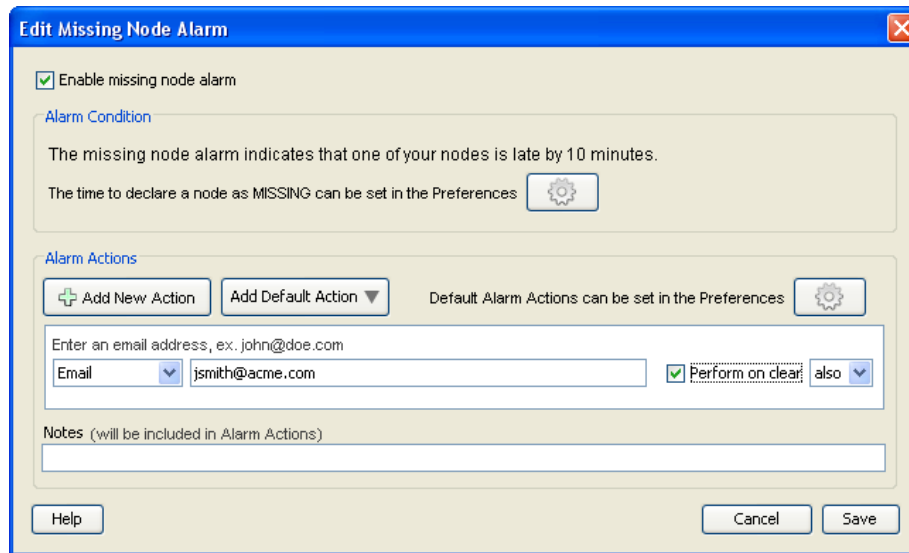 Edit Missing Node Alarm
Enable missing node alarm
Alarm Condition
The missing node alarm indicates that one of your nodes is late by 10 minutes.
The time to declare a node as MISSING can be set in the Preferences
Alarm Actions
Add New Action Add Default Action Default Alarm Actions can be set in the Preferences
Enter an email address, ex. john@doe.com
Email jsmith@acme.com Perform on clear also
Notes (will be included in Alarm Actions)
Help Cancel Save